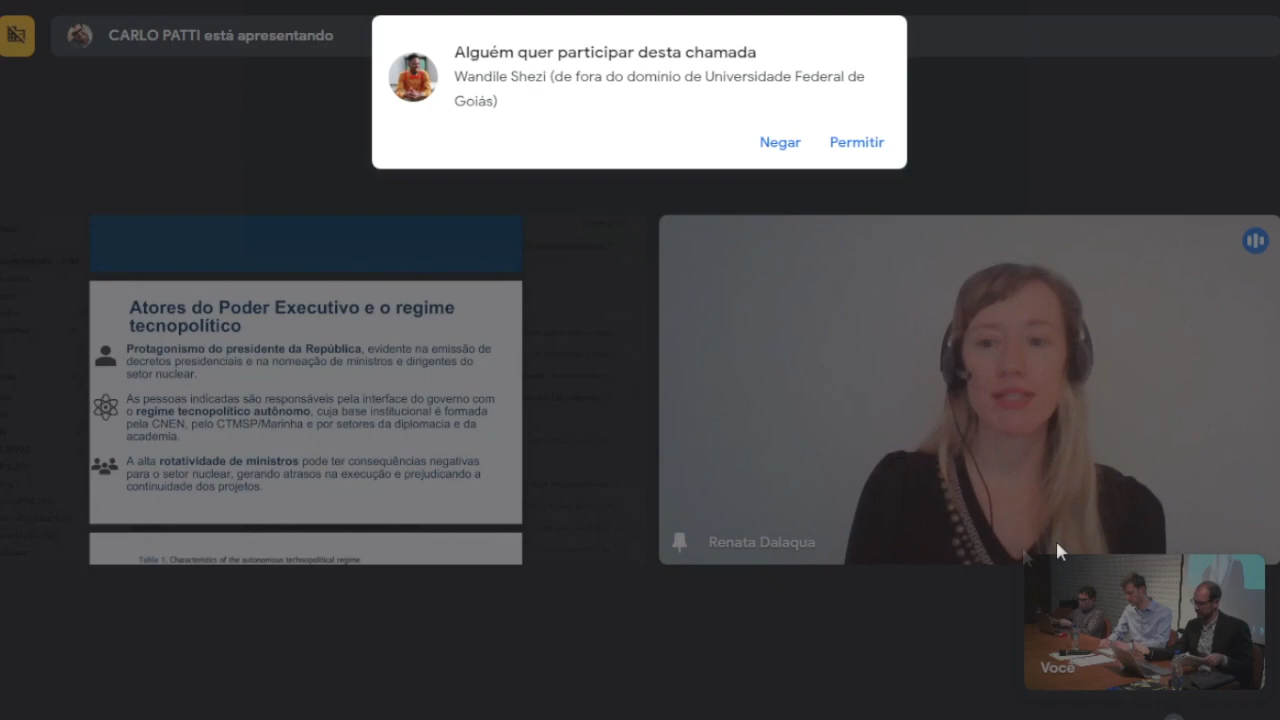 CARLO PATTI está apresentando
Alguém quer participar desta chamada
Wandile Shezi (de fora do domínio de Universidade Federal de
Goiás)
Negar
Permitir
Atores do Poder Executivo e o regime
tecnopolítico
Protagonismo do presidente da República, evidente na emissão de
decretos presidenciais e na nomeação de ministros e dirigentes do
setor nuclear.
As pessoas indicadas são responsáveis pela interface do governo com
o regime tecnopolítico autônomo, cuja base institucional é formada
pela CNEN, pelo CTMSP/Marinha e por setores da diplomacia e da
academia.
A alta rotatividade de ministros pode ter consequências negativas
para o setor nuclear, gerando atrasos na execução e prejudicando a
continuidade dos projetos.
Table 1. Characteristics of the autonomous technopolitical regime
Renata Dalaqua
Você